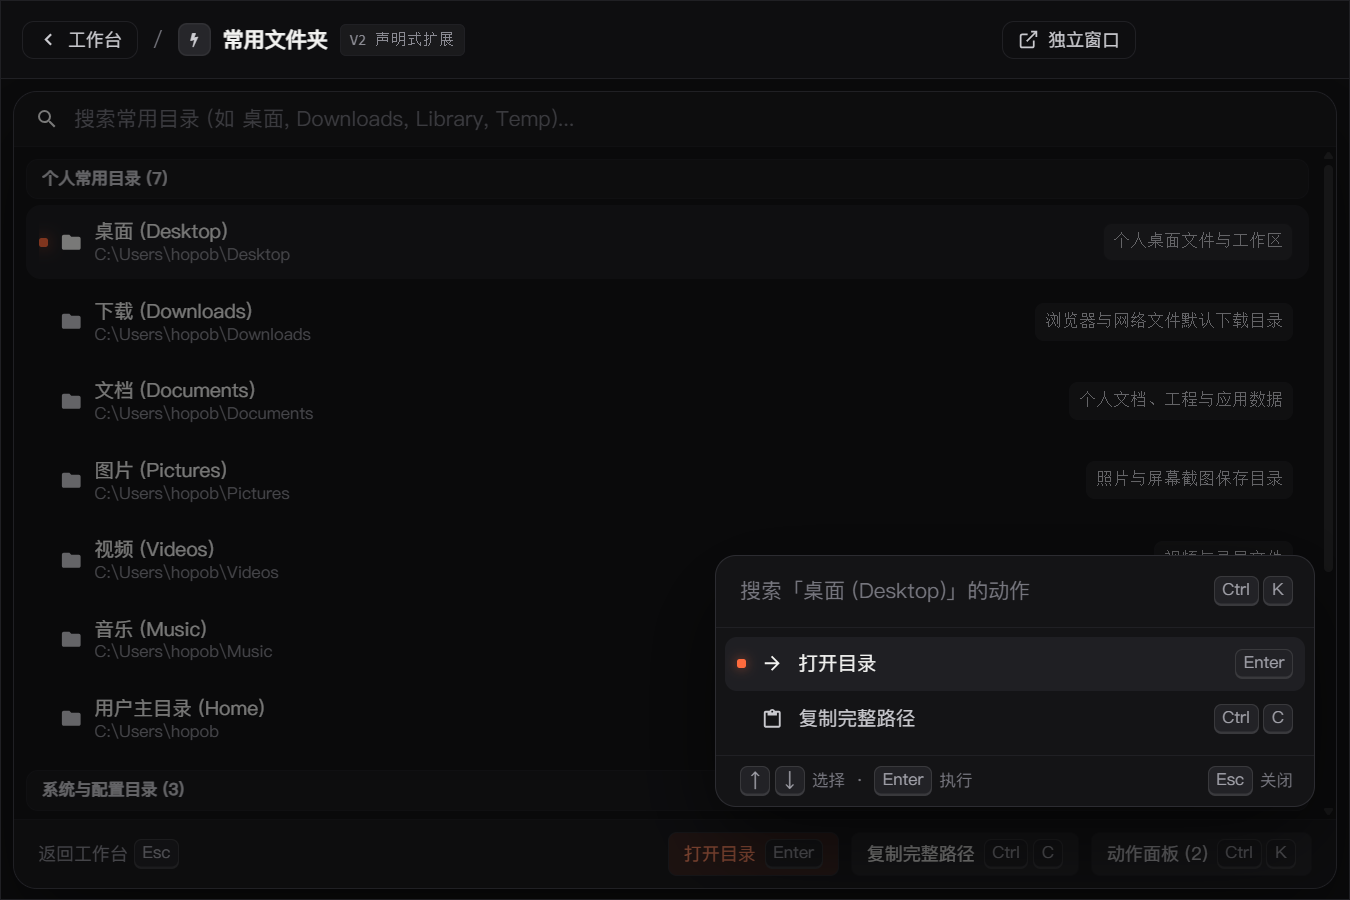 工作台 / 常用文件夹 V2 声明式扩展 独立窗口
搜索常用目录 (如 桌面, Downloads, Library, Temp)...
个人常用目录 (7)
桌面 (Desktop)
C:\Users\hopob\Desktop
个人桌面文件与工作区
下载 (Downloads)
C:\Users\hopob\Downloads
浏览器与网络文件默认下载目录
文档 (Documents)
C:\Users\hopob\Documents
个人文档、工程与应用数据
图片 (Pictures)
C:\Users\hopob\Pictures
照片与屏幕截图保存目录
视频 (Videos)
C:\Users\hopob\Videos
音乐 (Music)
C:\Users\hopob\Music
用户主目录 (Home)
C:\Users\hopob
系统与配置目录 (3)
搜索「桌面 (Desktop)」的动作 Ctrl K
打开目录 Enter
复制完整路径 Ctrl C
↑ ↓ 选择 · Enter 执行 Esc 关闭
返回工作台 Esc 打开目录 Enter 复制完整路径 Ctrl C 动作面板 (2) Ctrl K